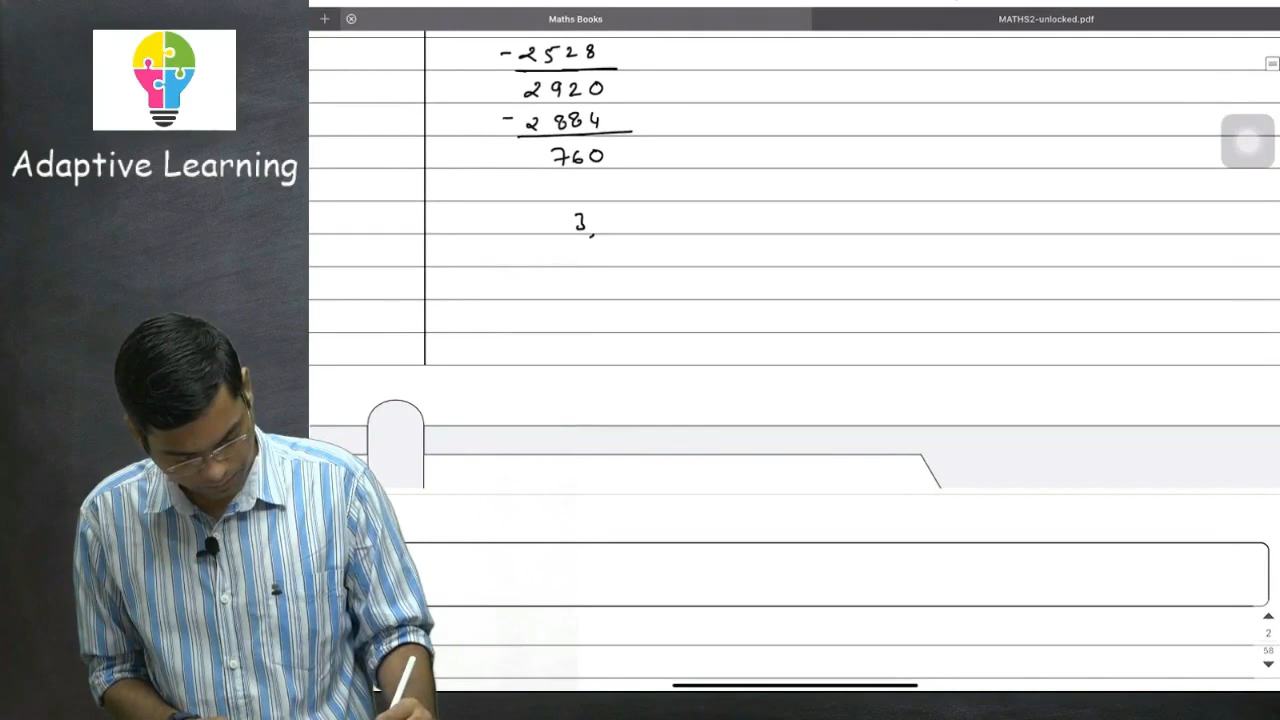 Maths Books
MATHS2-unlocked.pdf
Adaptive Learning
- 2528
2920
- 2884
760
3,
2
58